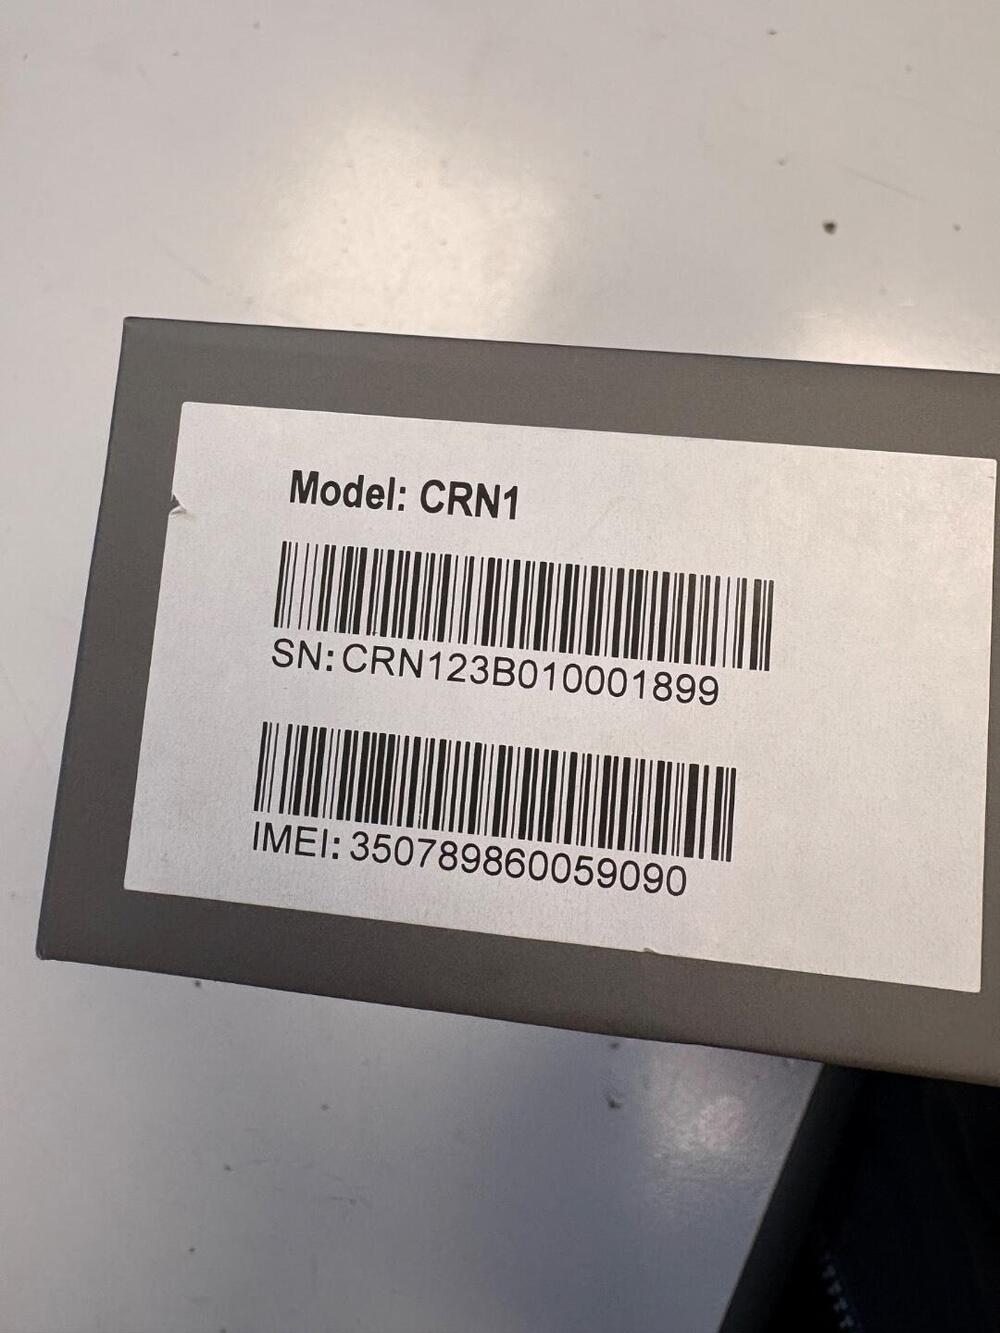 Model: CRN1
SN: CRN123B010001899
IMEI: 350789860059090